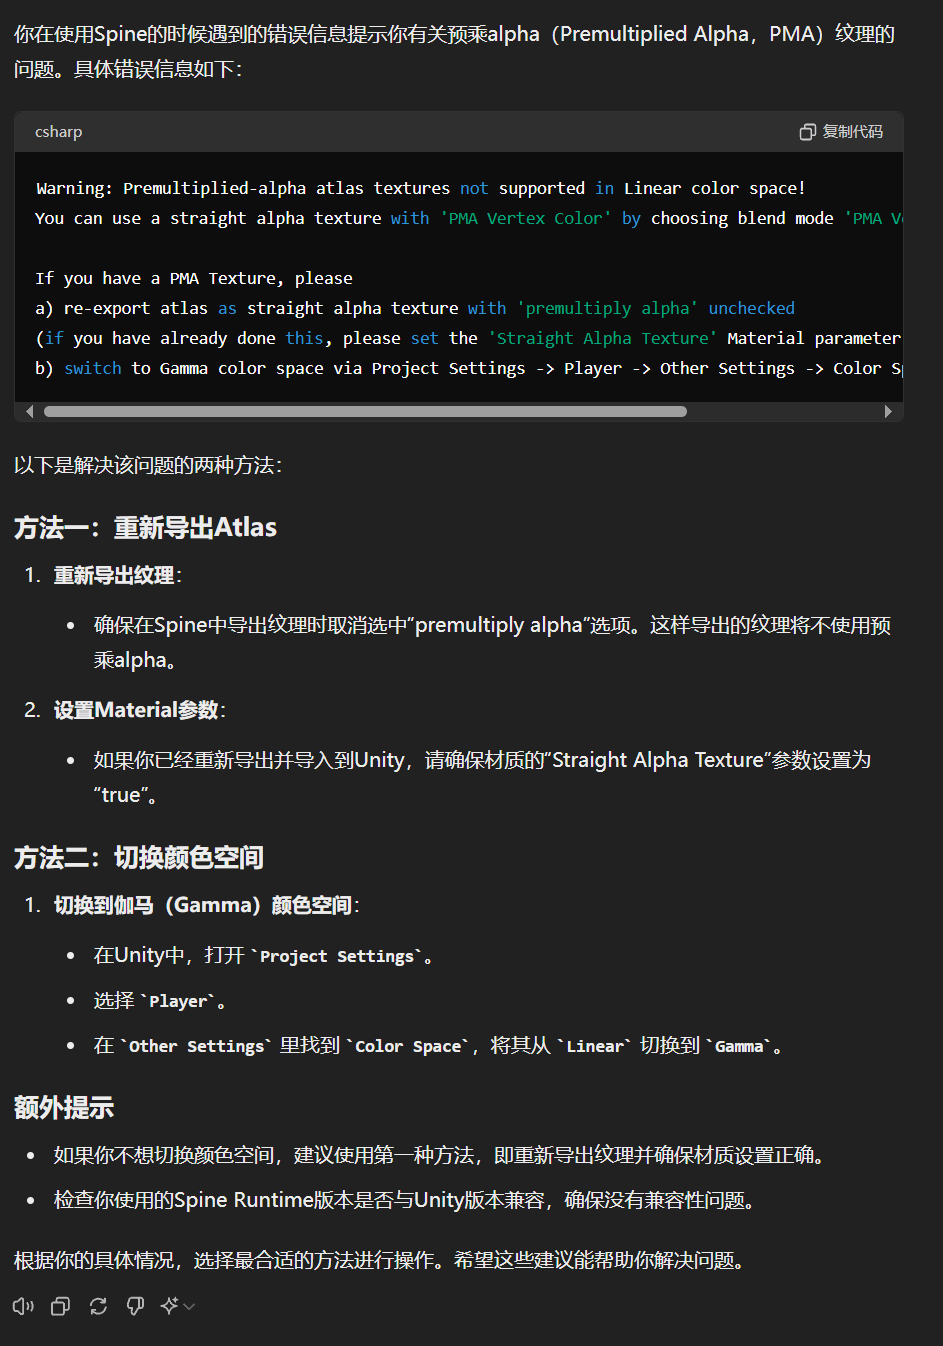 你在使用Spine的时候遇到的错误信息提示你有关预乘alpha（Premultiplied Alpha，PMA）纹理的
问题。具体错误信息如下：
csharp
复制代码
Warning: Premultiplied-alpha atlas textures not supported in Linear color space!
You can use a straight alpha texture with 'PMA Vertex Color' by choosing blend mode 'PMA
If you have a PMA Texture, please
a) re-export atlas as straight alpha texture with 'premultiply alpha' unchecked
(if you have already done this, please set the 'Straight Alpha Texture' Material parameter
b) switch to Gamma color space via Project Settings -> Player -> Other Settings -> Color
以下是解决该问题的两种方法：
方法一：重新导出Atlas
1. 重新导出纹理：
• 确保在Spine中导出纹理时取消选中“premultiply alpha”选项。这样导出的纹理将不使用预
乘alpha。
2. 设置Material参数：
• 如果你已经重新导出并导入到Unity，请确保材质的“Straight Alpha Texture”参数设置为
“true”。
方法二：切换颜色空间
1. 切换到伽马（Gamma）颜色空间：
• 在Unity中，打开 `Project Settings`。
• 选择 `Player`。
• 在 `Other Settings` 里找到 `Color Space`，将其从 `Linear` 切换到 `Gamma`。
额外提示
• 如果你不想切换颜色空间，建议使用第一种方法，即重新导出纹理并确保材质设置正确。
• 检查你使用的Spine Runtime版本是否与Unity版本兼容，确保没有兼容性问题。
根据你的具体情况，选择最合适的方法进行操作。希望这些建议能帮助你解决问题。